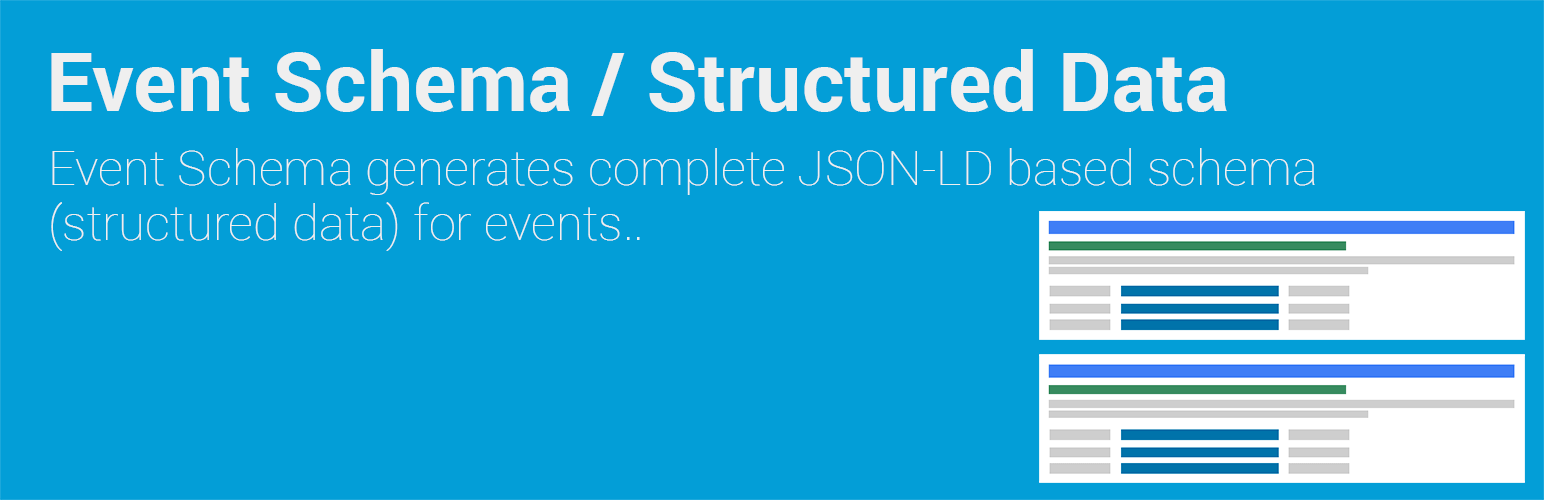 Event Schema / Structured Data
Event Schema generates complete JSON-LD based schema
(structured data) for events..